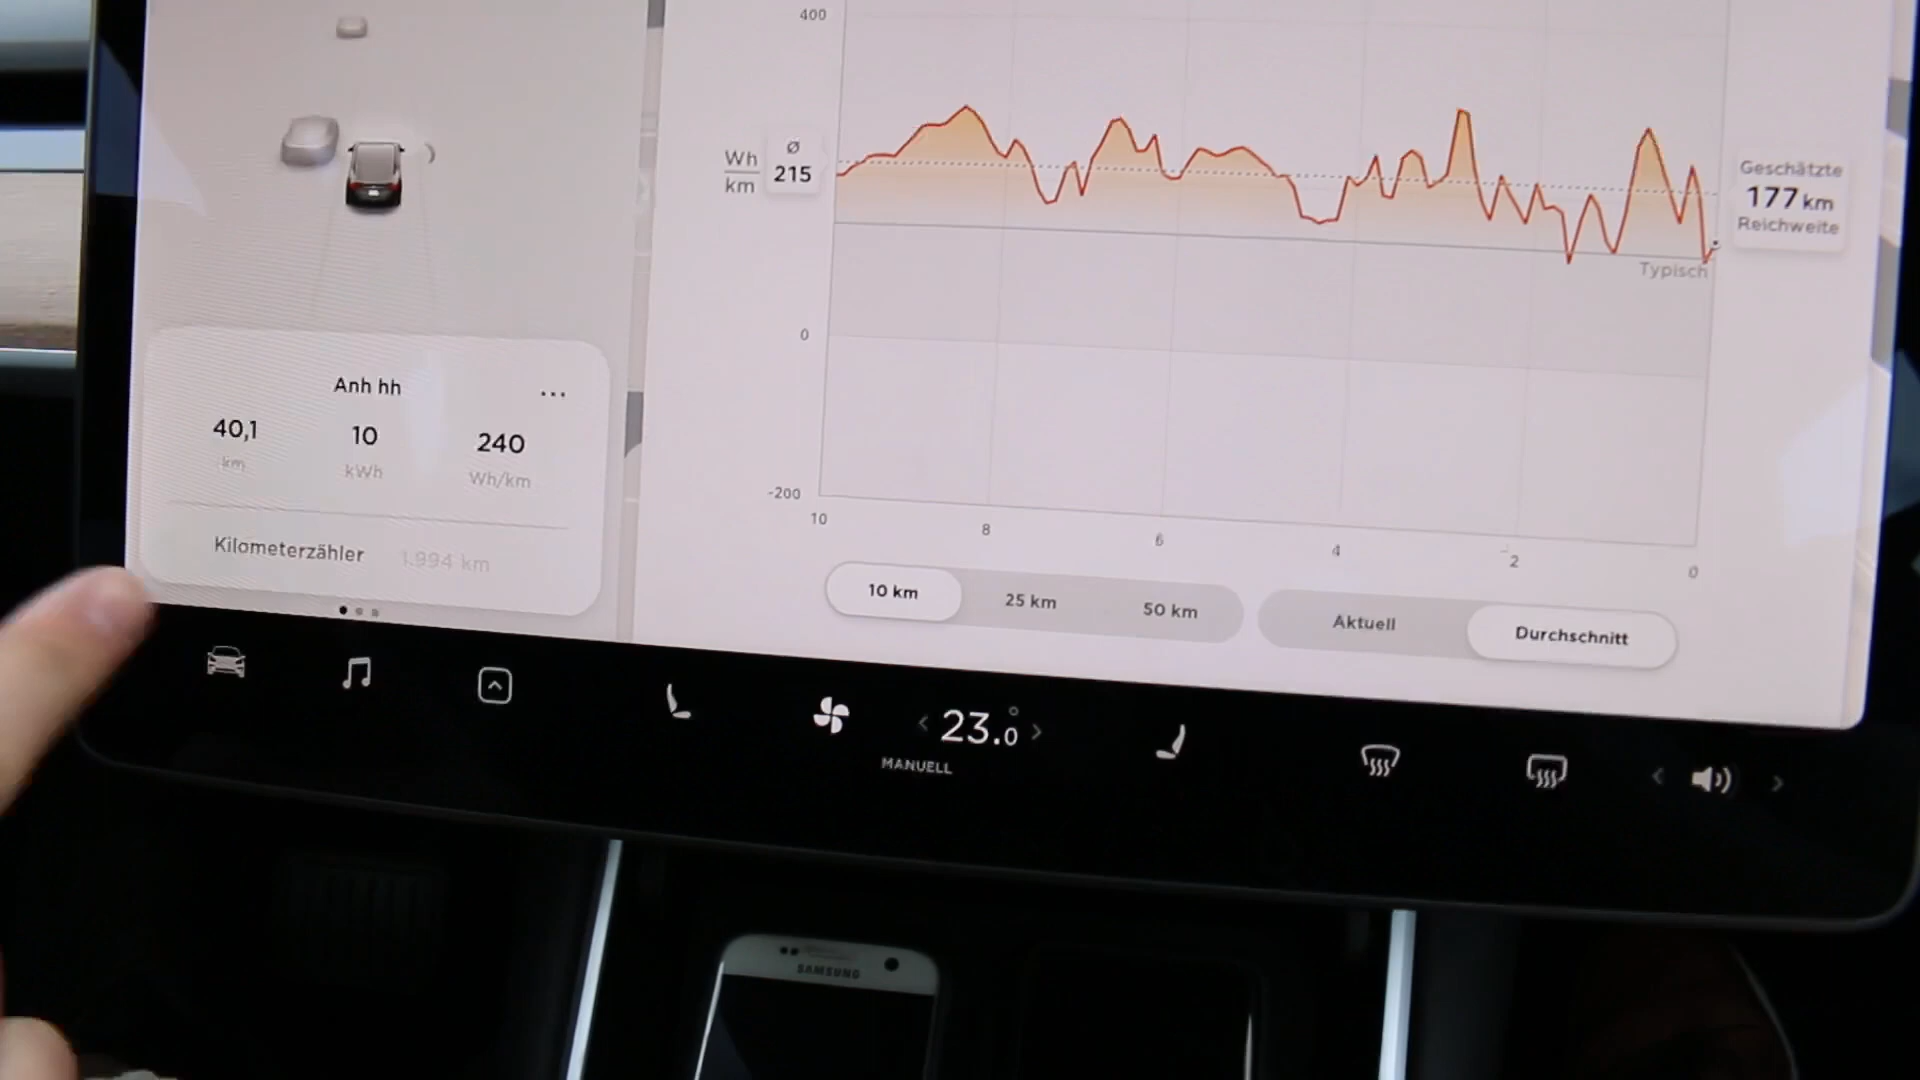 400
Wh
km
Ø
215
0
-200
10
8
6
4
2
0
Typisch
Geschätzte
177 km
Reichweite
Anh hh
...
40,1
km
10
kWh
240
Wh/km
Kilometerzähler 1.994 km
10 km
25 km
50 km
Aktuell
Durchschnitt
< 23.0° >
MANUELL
SAMSUNG